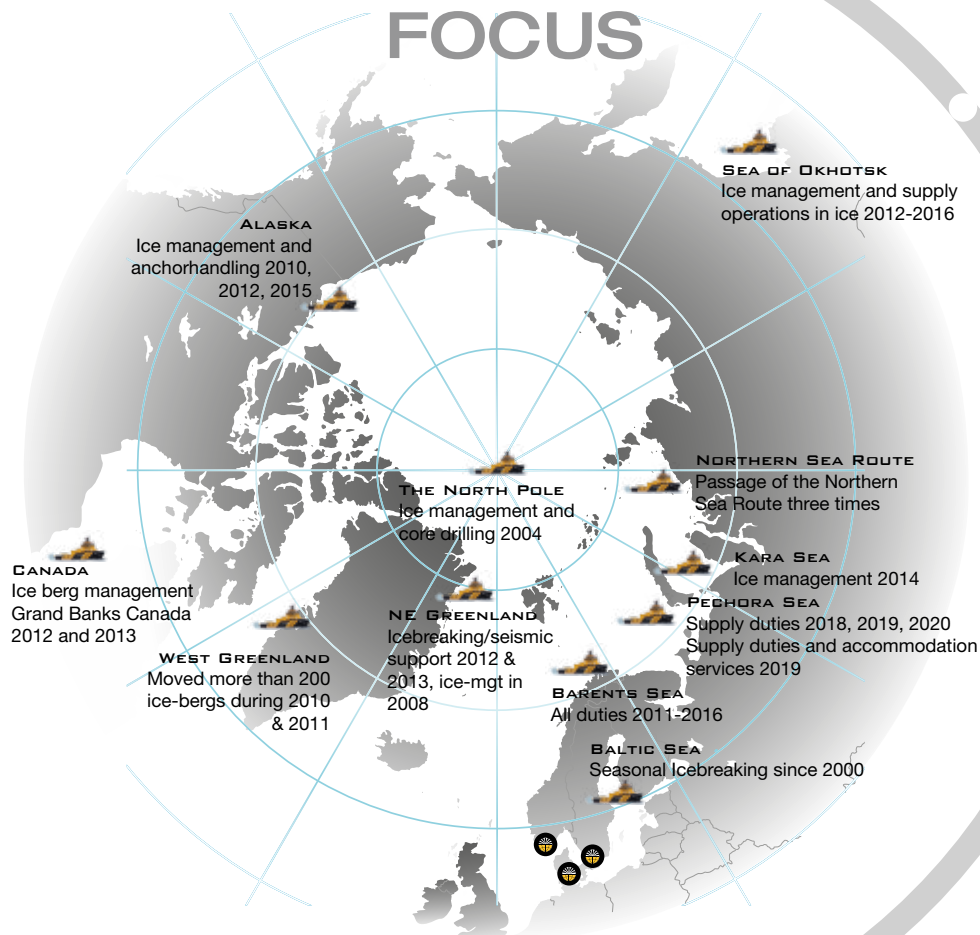 FOCUS
SEA OF OKHOTSK
Ice management and supply
operations in ice 2012-2016
ALASKA
Ice management and
anchorhandling 2010,
2012, 2015
NORTHERN SEA ROUTE
Passage of the Northern
Sea Route three times
THE NORTH POLE
Ice management and
core drilling 2004
KARA SEA
Ice management 2014
CANADA
Ice berg management
Grand Banks Canada
2012 and 2013
PECHORA SEA
Supply duties 2018, 2019, 2020
Supply duties and accommodation
services 2019
NE GREENLAND
Icebreaking/seismic
support 2012 &
2013, ice-mgt in
2008
WEST GREENLAND
Moved more than 200
ice-bergs during 2010
& 2011
BARENTS SEA
All duties 2011-2016
BALTIC SEA
Seasonal Icebreaking since 2000